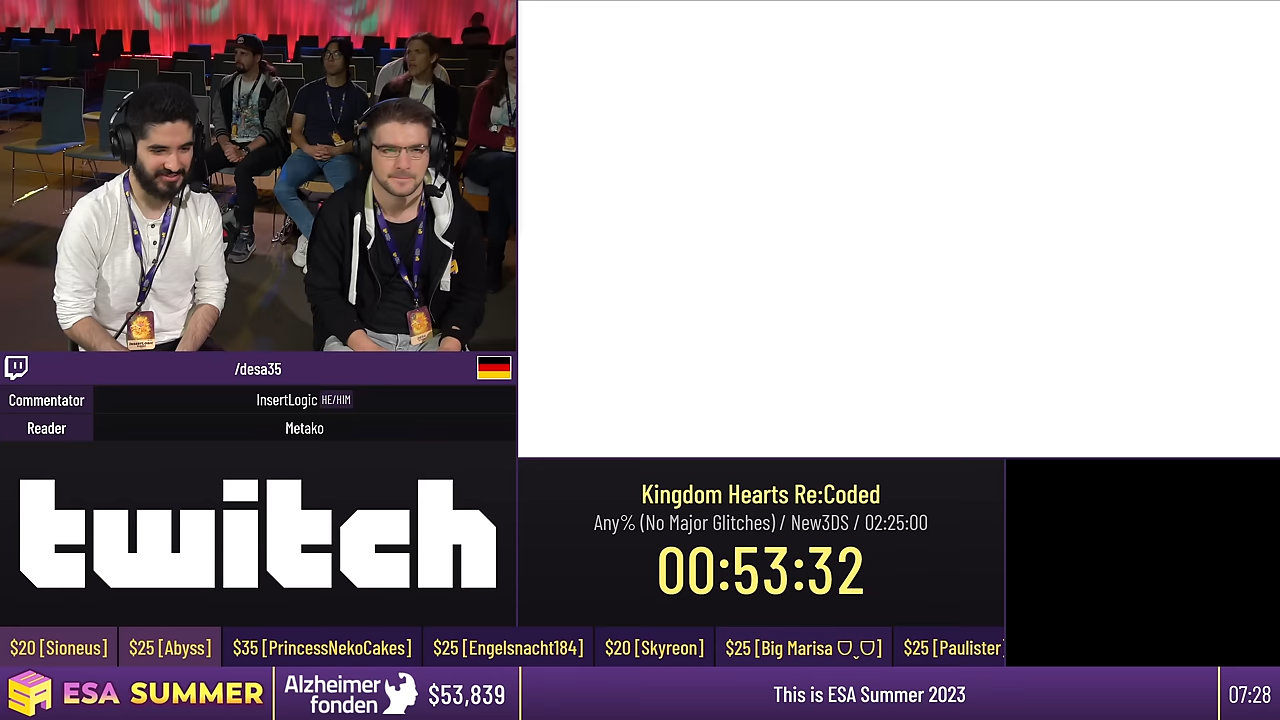 /desa35
Commentator InsertLogic HE/HIM
Reader Metako
twitch
Kingdom Hearts Re:Coded
Any% (No Major Glitches) / New3DS / 02:25:00
00:53:32
$20 [Sioneus] $25 [Abyss] $35 [PrincessNekoCakes] $25 [Engelsnacht184] $20 [Skyreon] $25 [Big Marisa ᗜˬᗜ] $25 [Paulister]
ESA SUMMER Alzheimer fonden $53,839 This is ESA Summer 2023 07:28